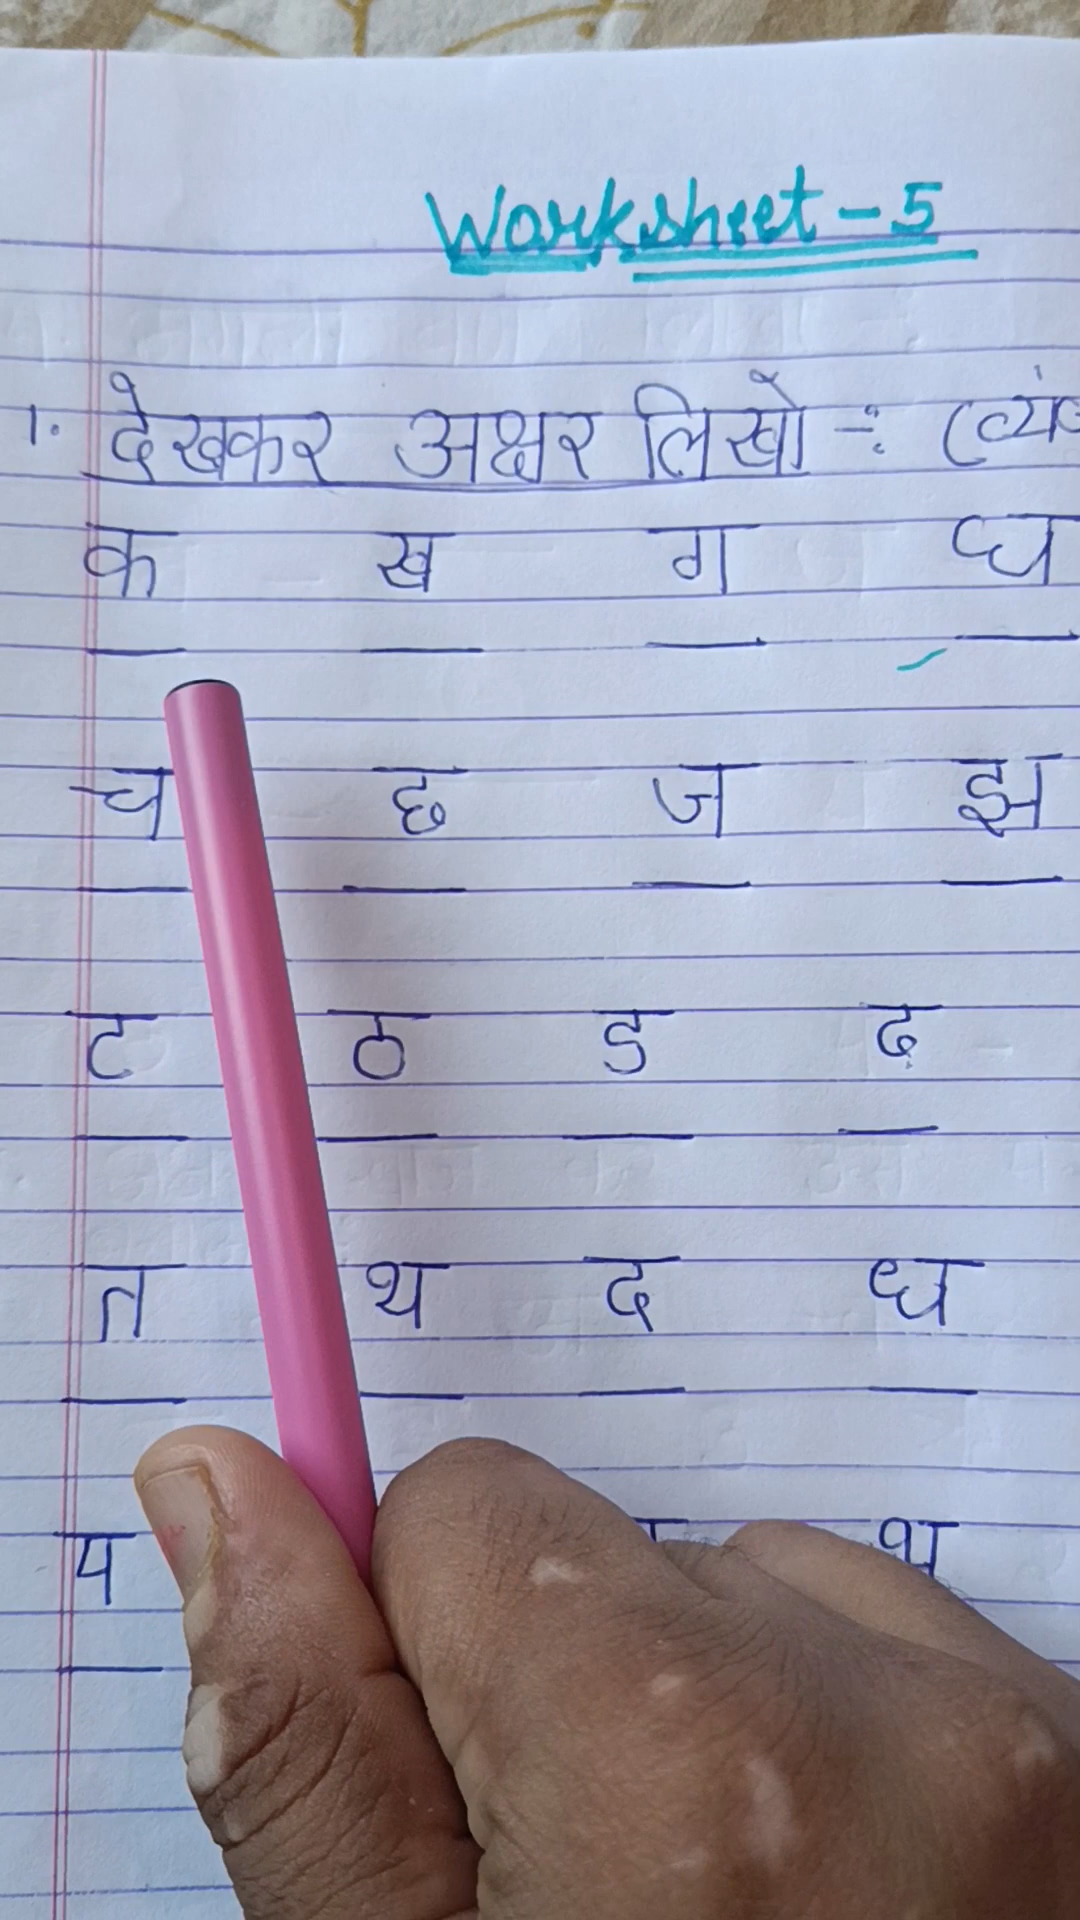 Worksheet - 5
1. देखकर अक्षर लिखो -: (
क ख ग घ
च छ ज झ
ट ठ ड ढ
त थ द ध
प भ